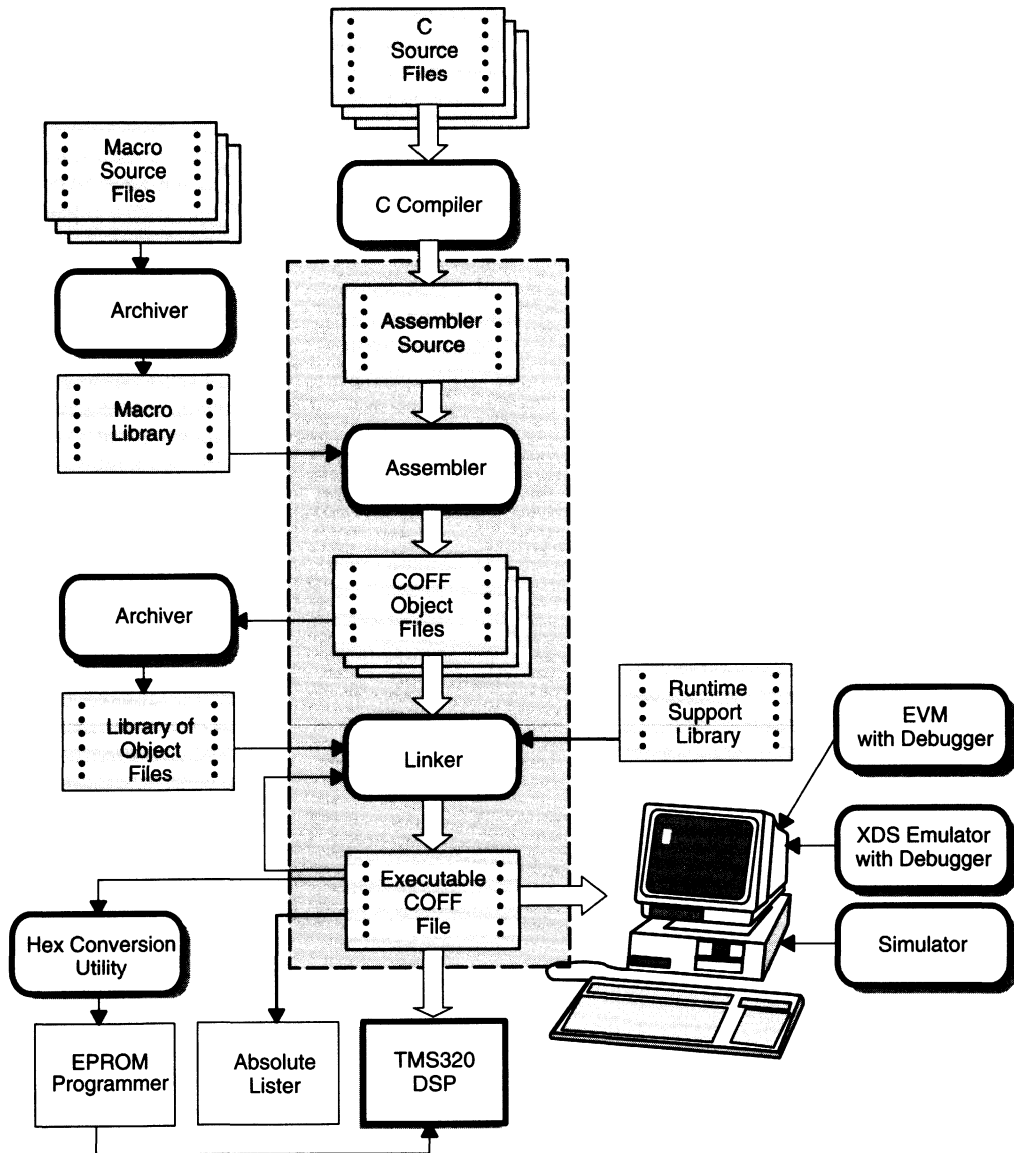 C
Source
Files
Macro
Source
Files
C Compiler
Archiver
Assembler
Source
Macro
Library
Assembler
COFF
Object
Files
Archiver
Runtime
Support
Library
Library of
Object
Files
Linker
EVM
with Debugger
XDS Emulator
with Debugger
Executable
COFF
File
Simulator
Hex Conversion
Utility
EPROM
Programmer
Absolute
Lister
TMS320
DSP